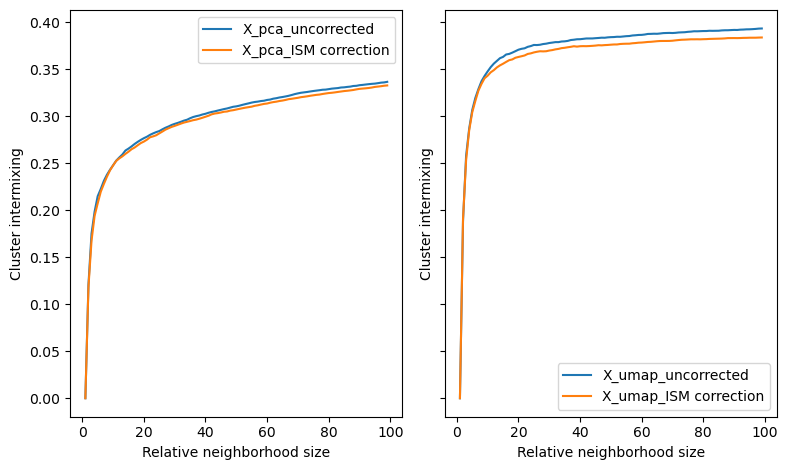 X_pca_uncorrected
X_pca_ISM correction
Cluster intermixing
0.40
0.35
0.30
0.25
0.20
0.15
0.10
0.05
0.00
0 20 40 60 80 100
Relative neighborhood size
Cluster intermixing
X_umap_uncorrected
X_umap_ISM correction
0 20 40 60 80 100
Relative neighborhood size